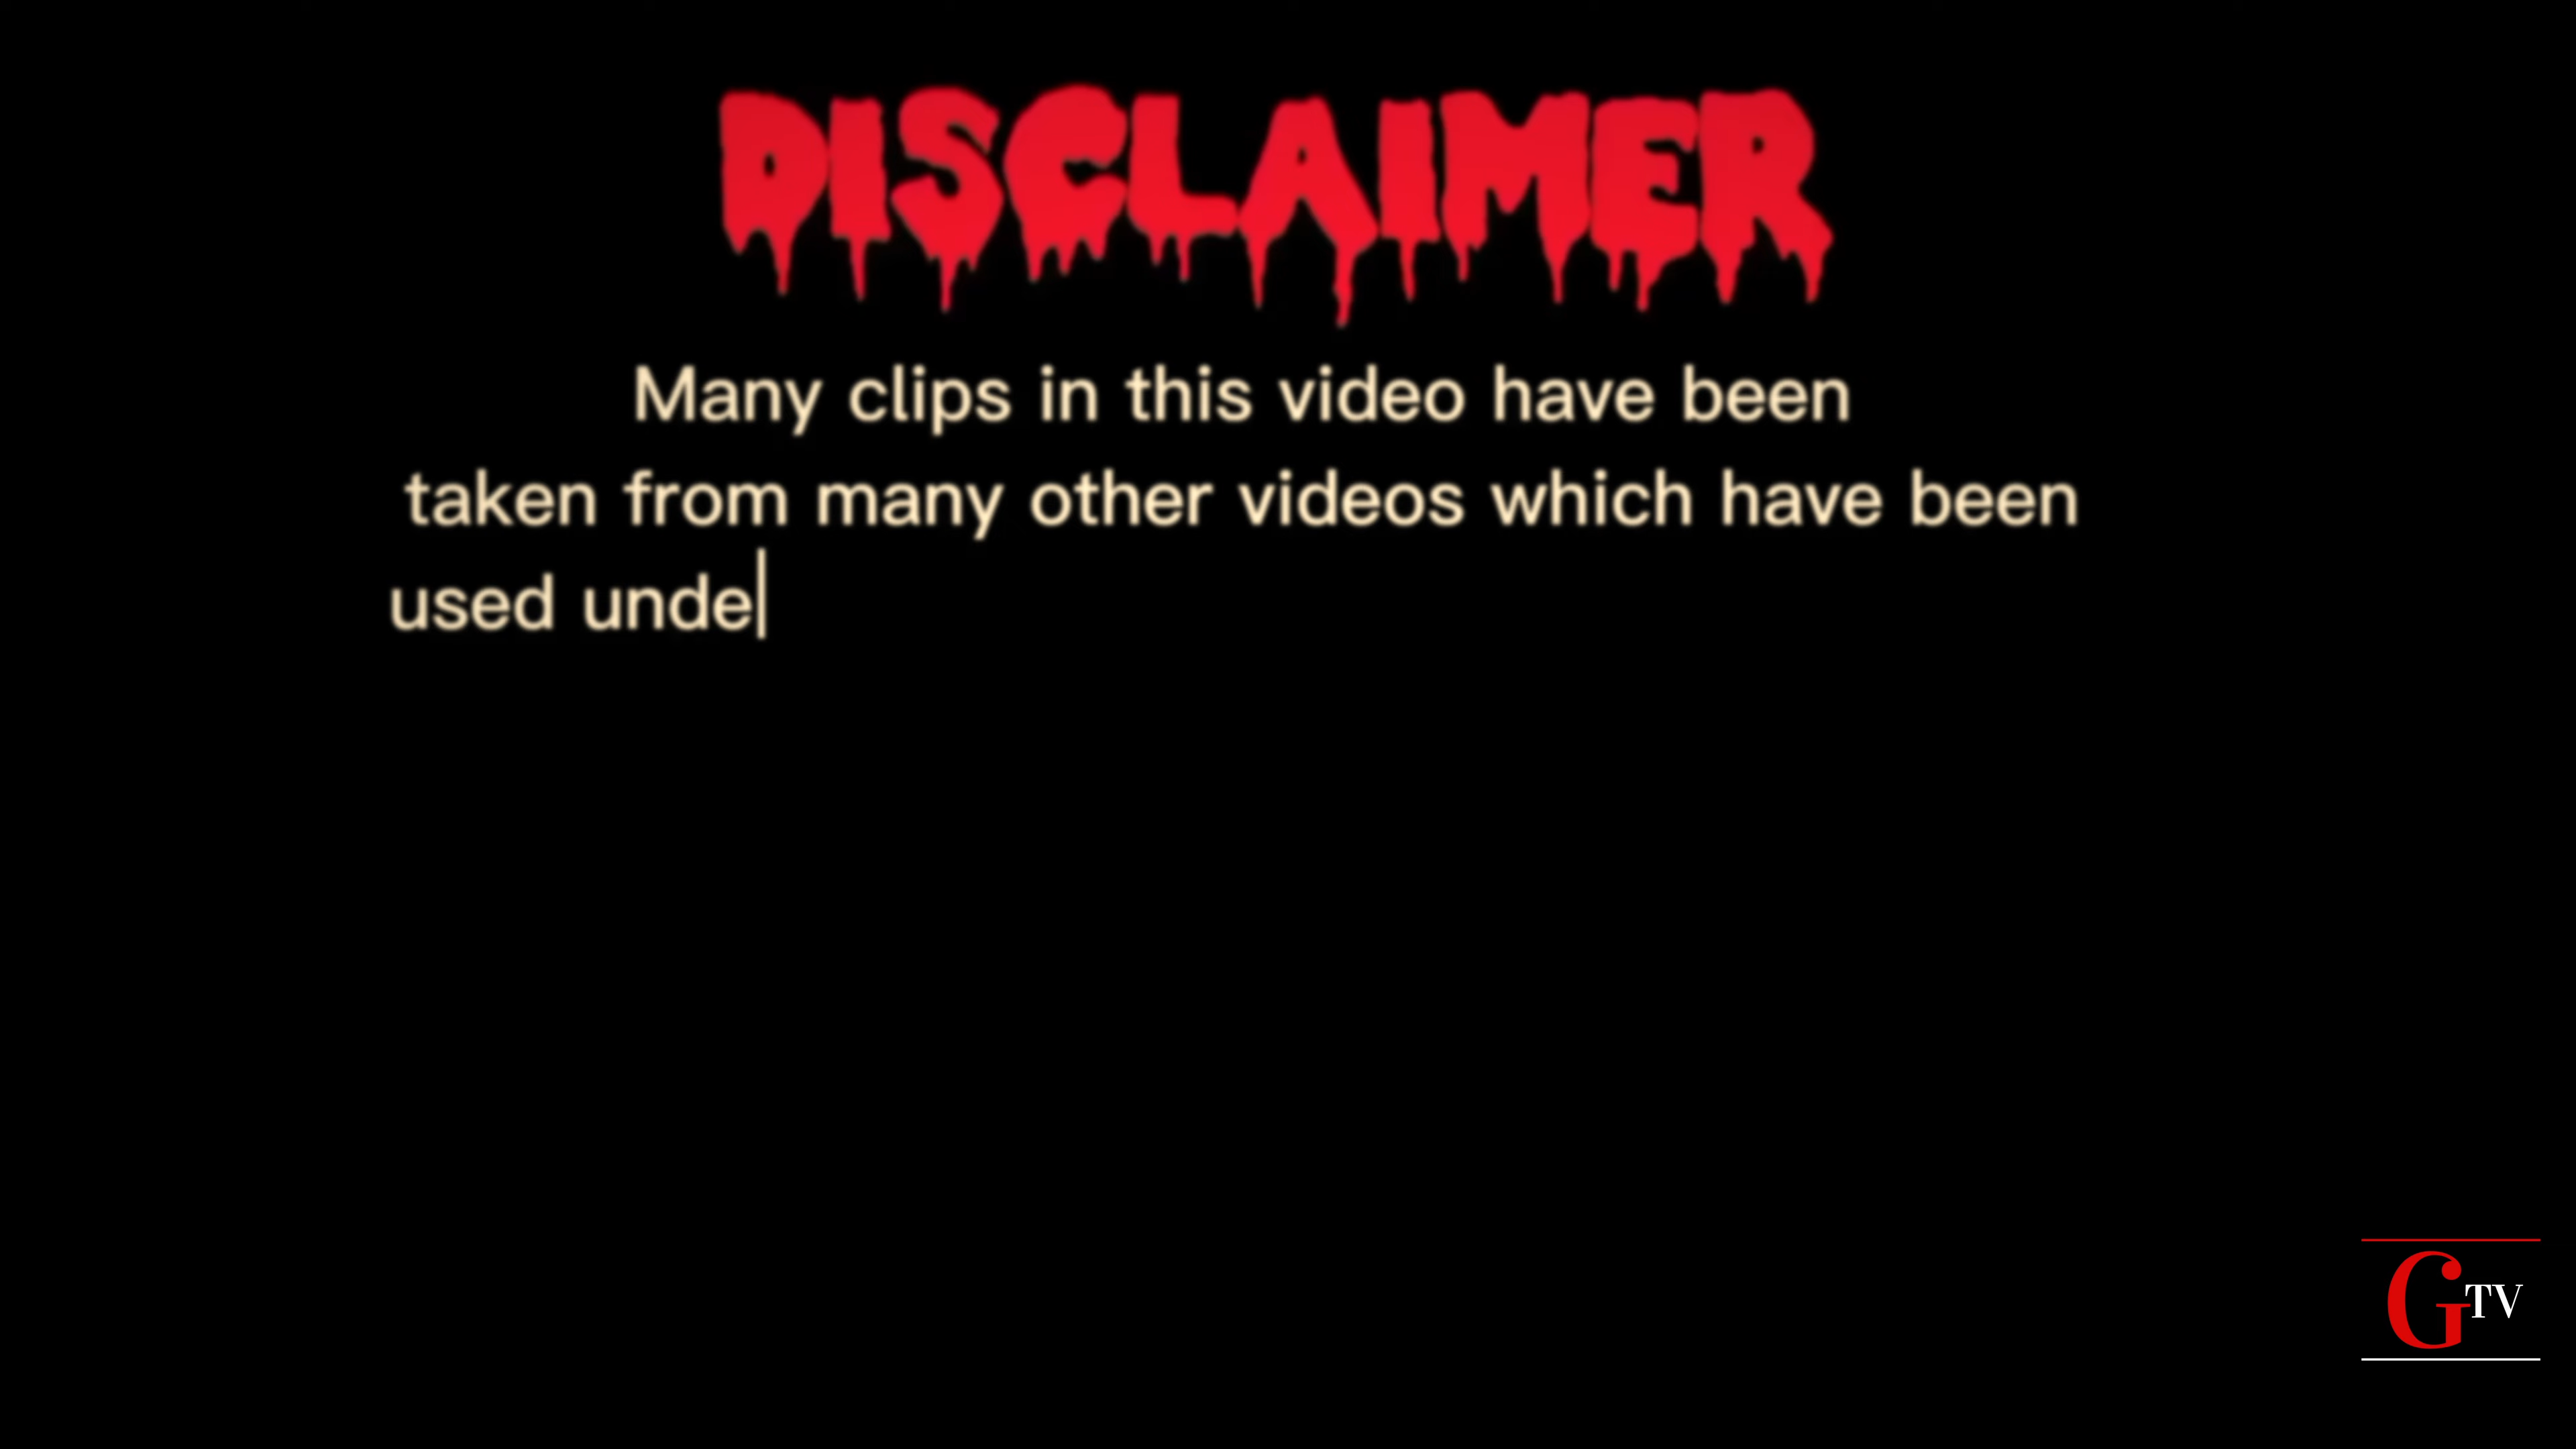 DISCLAIMER
Many clips in this video have been
taken from many other videos which have been
used unde
GTV